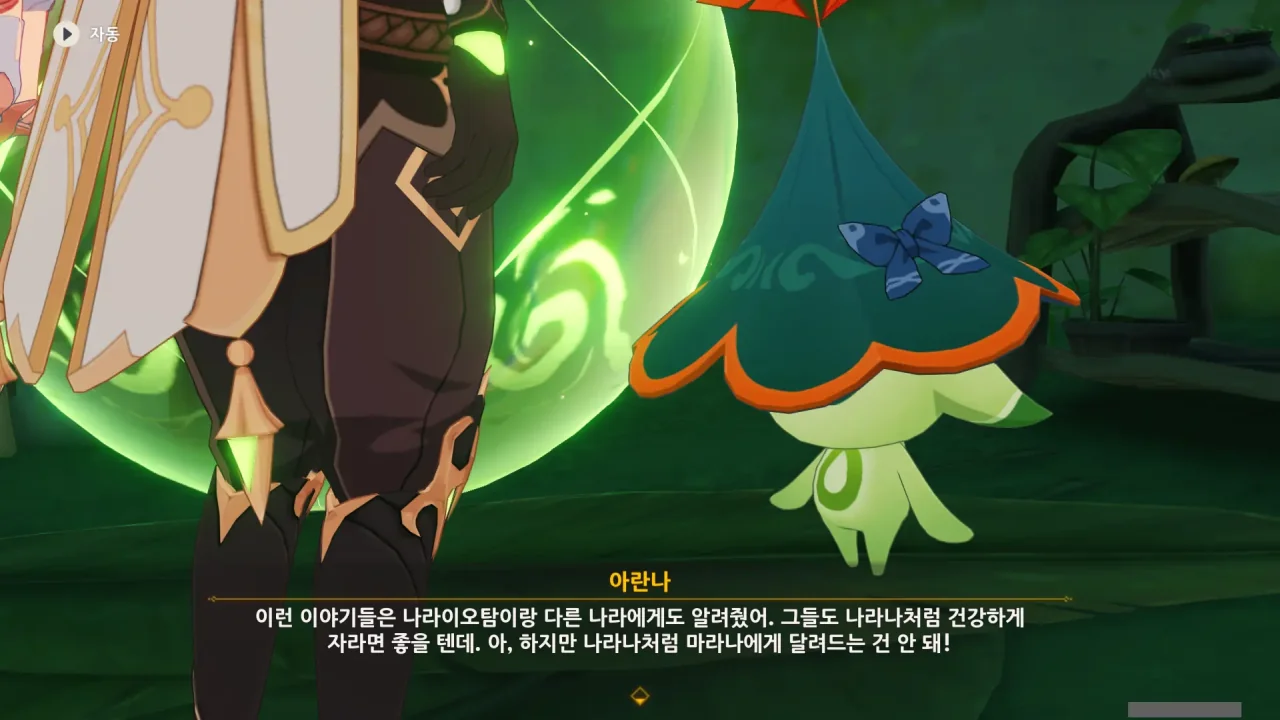 자동
아란나
이런 이야기들은 나라이오탐이랑 다른 나라에게도 알려줬어. 그들도 나라나처럼 건강하게
자라면 좋을 텐데. 아, 하지만 나라나처럼 마라나에게 달려드는 건 안 돼!